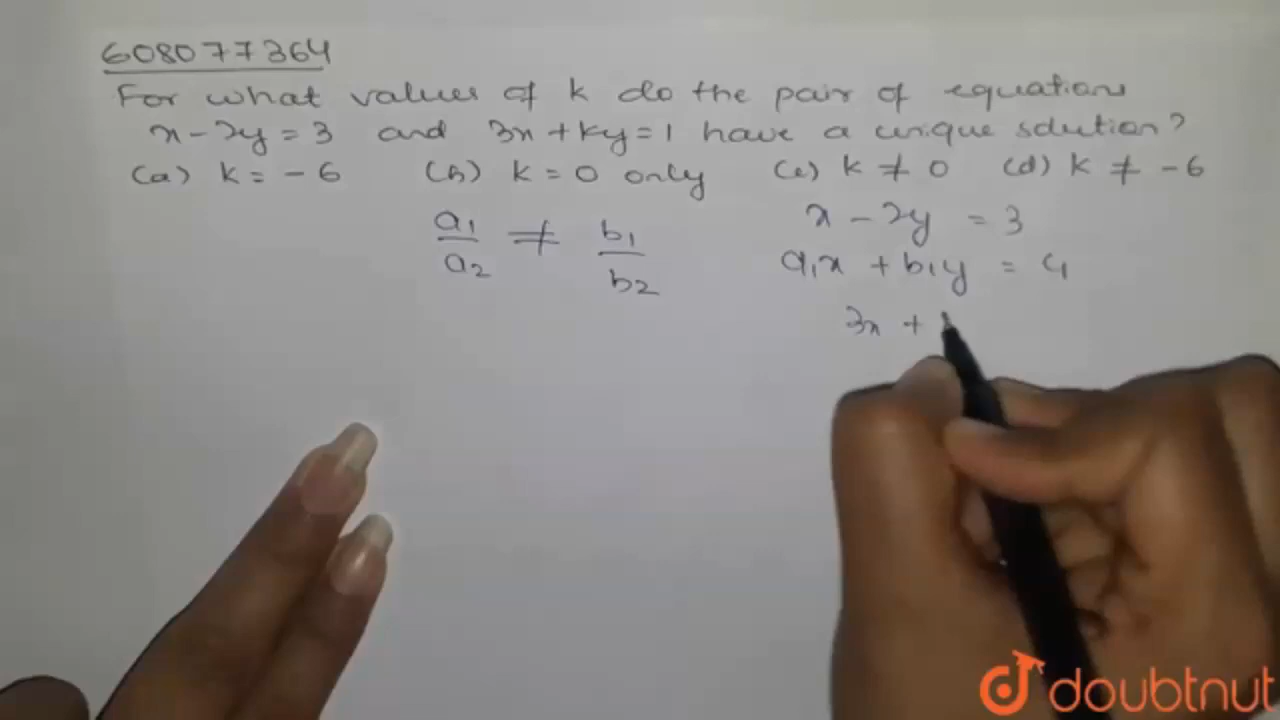 608077364
For what values of k do the pair of equations
x - 2y = 3 and 3x + ky = 1 have a unique solution?
(a) k = - 6 (b) k = 0 only (c) k ≠ 0 (d) k ≠ - 6
a1/a2 ≠ b1/b2
x - 2y = 3
a1x + b1y = c1
3x +
doubtnut